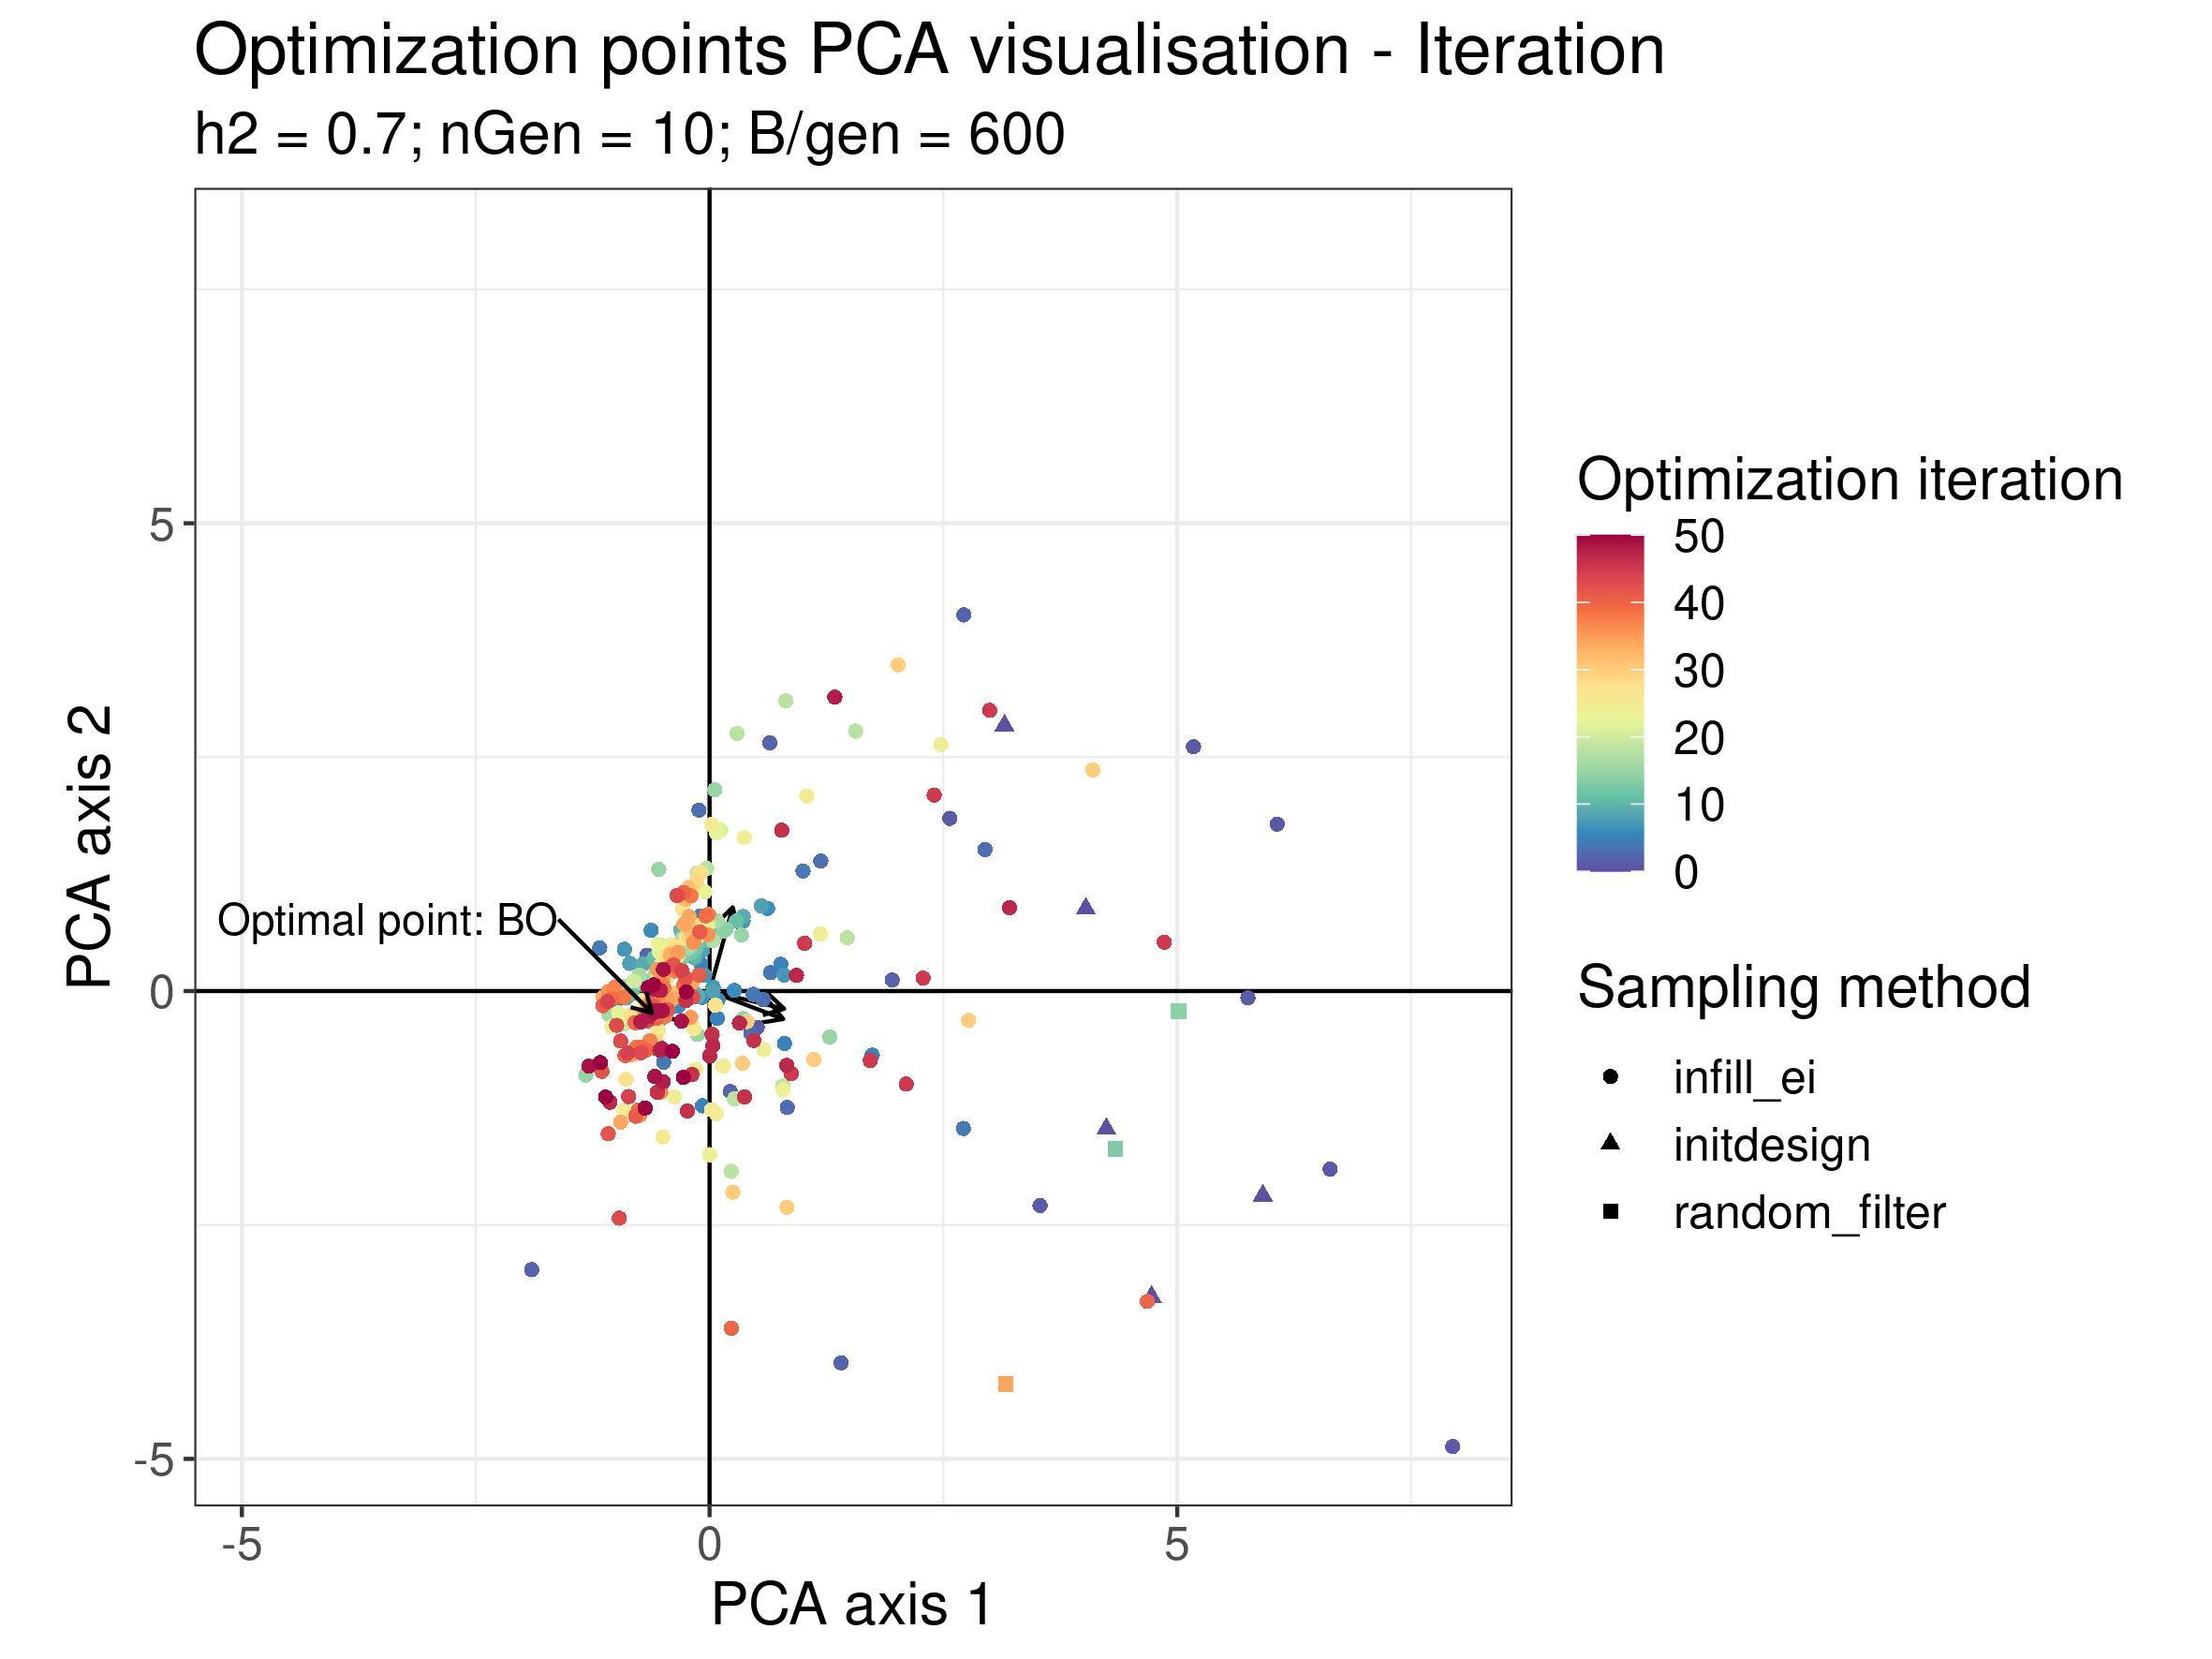 Optimization points PCA visualisation - Iteration
h2 = 0.7; nGen = 10; B/gen = 600
PCA axis 2
5
0
-5
Optimal point: BO
-5
0
5
PCA axis 1
Optimization iteration
50
40
30
20
10
0
Sampling method
infill_ei
initdesign
random_filter